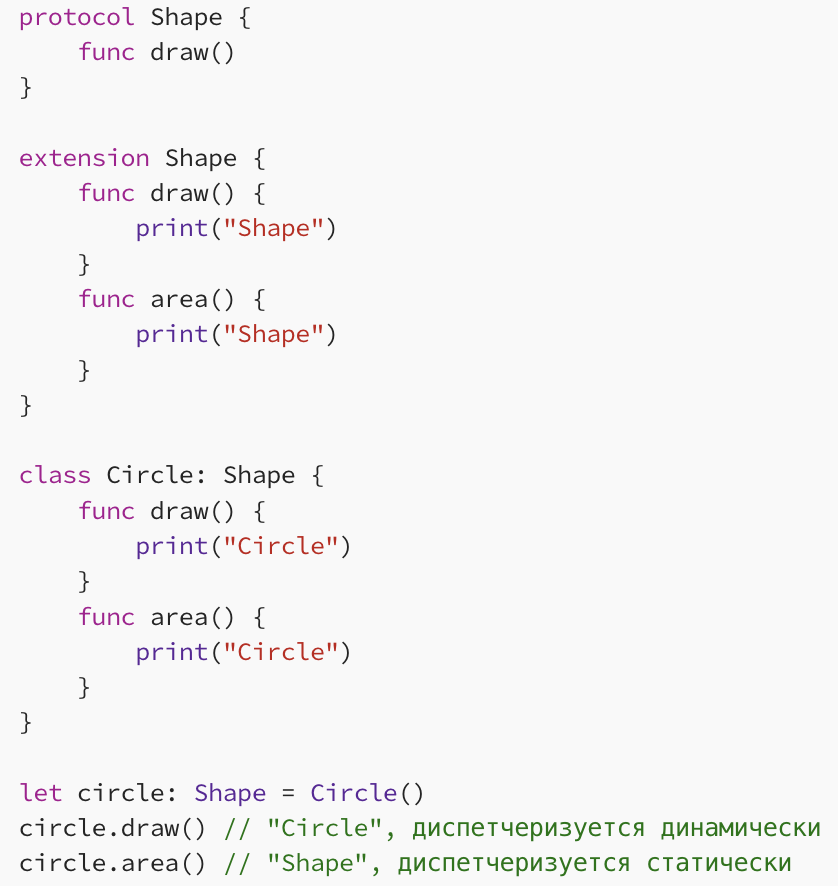 protocol Shape {
    func draw()
}

extension Shape {
    func draw() {
        print("Shape")
    }
    func area() {
        print("Shape")
    }
}

class Circle: Shape {
    func draw() {
        print("Circle")
    }
    func area() {
        print("Circle")
    }
}

let circle: Shape = Circle()
circle.draw() // "Circle", диспетчеризуется динамически
circle.area() // "Shape", диспетчеризуется статически